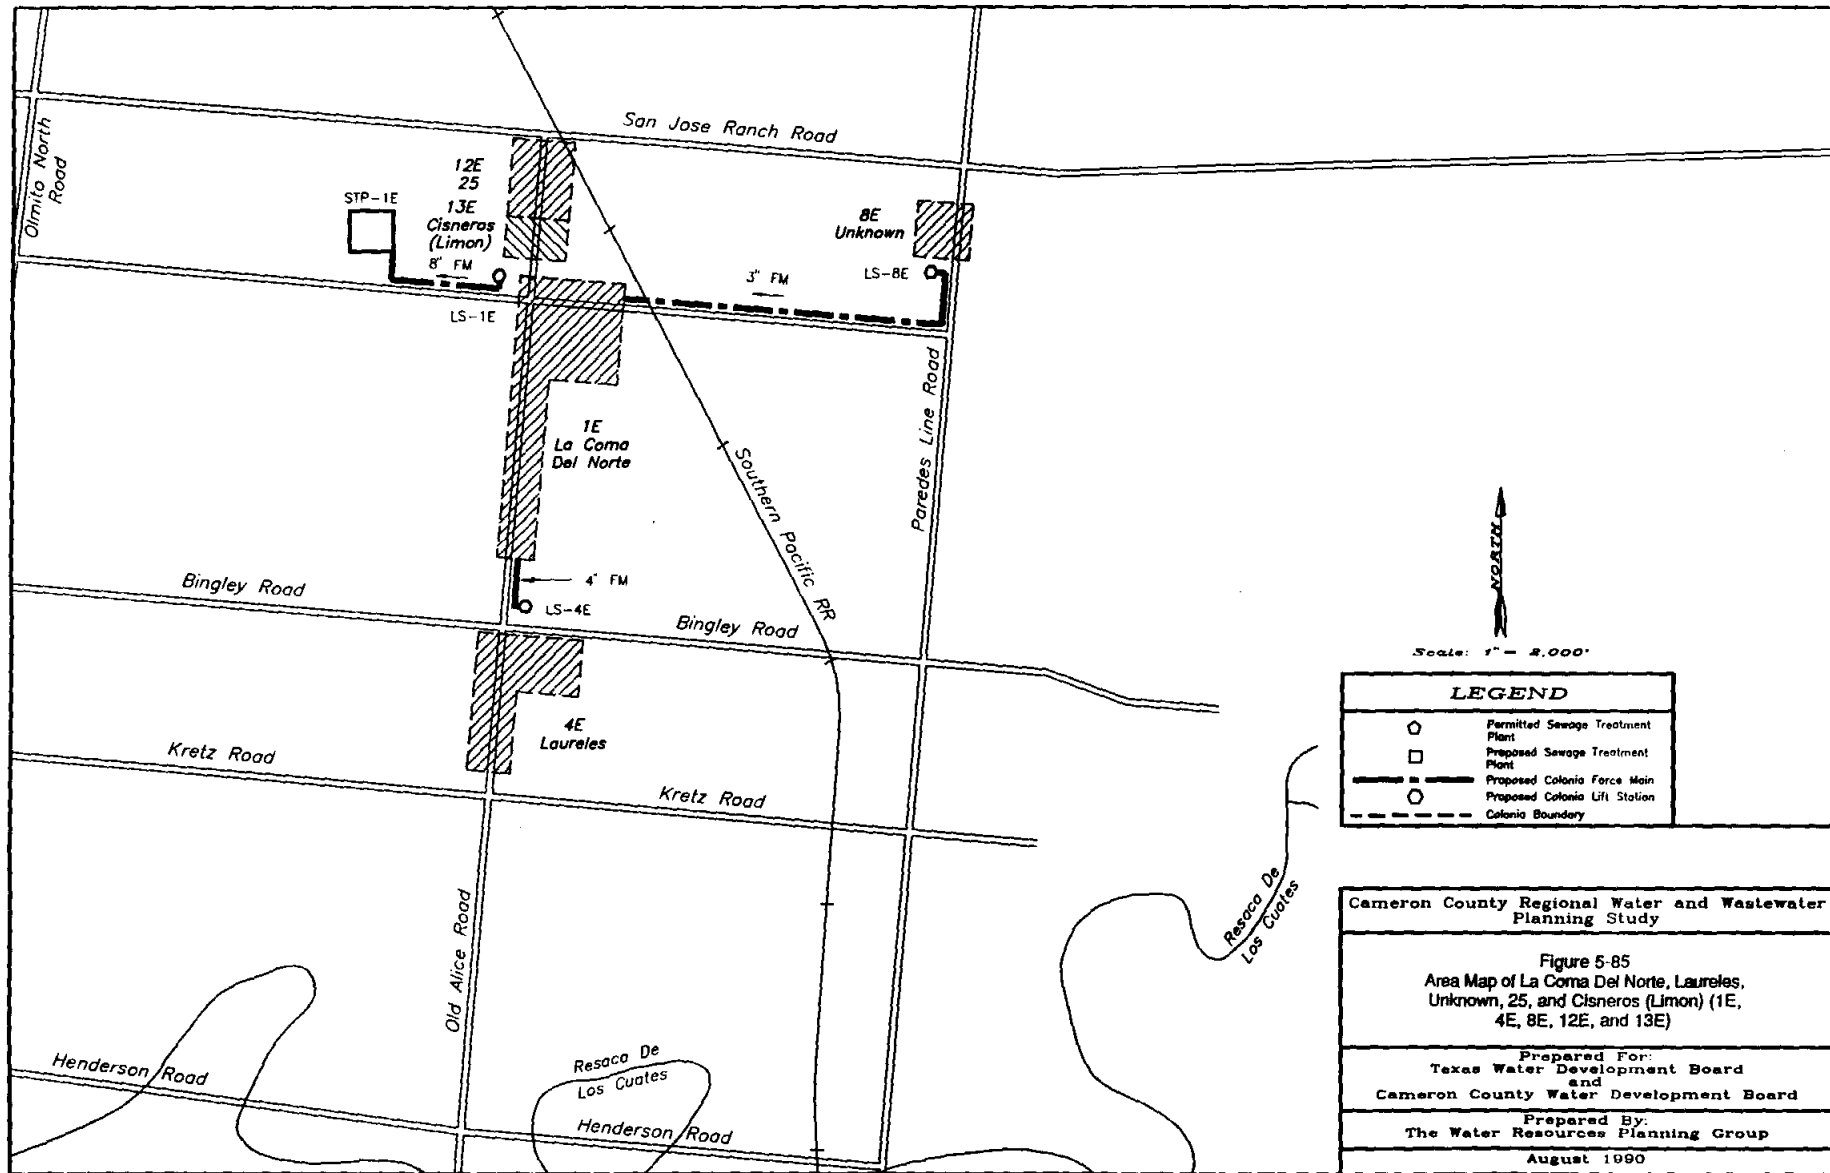 San Jose Ranch Road
Olmito North
Road
12E
25
STP-1E
13E
Cisneros
(Limon)
8" FM
LS-1E
8E
Unknown
LS-8E
3" FM
1E
La Coma
Del Norte
Paredes Line Road
Southern Pacific RR
4" FM
LS-4E
Bingley Road
Bingley Road
4E
Laureles
Kretz Road
Kretz Road
Old Alice Road
Henderson Road
Resaca De
Los Cuates
Henderson Road
Resaca De
Los Cuates
NORTH
Scale: 1" = 2,000'
LEGEND
Permitted Sewage Treatment
Plant
Proposed Sewage Treatment
Plant
Proposed Colonia Force Main
Proposed Colonia Lift Station
Colonia Boundary
Cameron County Regional Water and Wastewater
Planning Study
Figure 5-85
Area Map of La Coma Del Norte, Laureles,
Unknown, 25, and Cisneros (Limon) (1E,
4E, 8E, 12E, and 13E)
Prepared For:
Texas Water Development Board
and
Cameron County Water Development Board
Prepared By:
The Water Resources Planning Group
August 1990